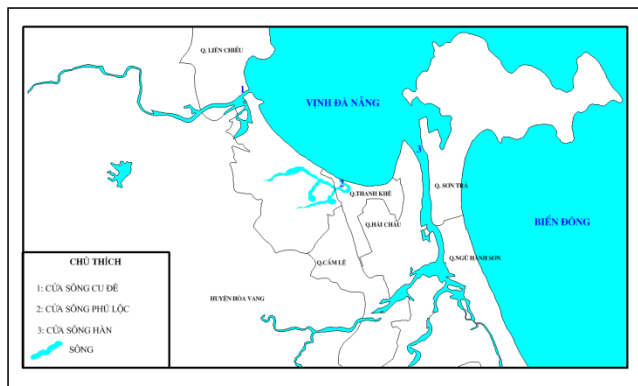 Q. LIÊN CHIỂU
1
VỊNH ĐÀ NẴNG
3
2
Q.THANH KHÊ
Q. SƠN TRÀ
Q.HẢI CHÂU
BIỂN ĐÔNG
Q.CẨM LỆ
Q.NGŨ HÀNH SƠN
HUYỆN HÒA VANG
CHÚ THÍCH
1: CỬA SÔNG CU ĐÊ
2: CỬA SÔNG PHÚ LỘC
3: CỬA SÔNG HÀN
SÔNG